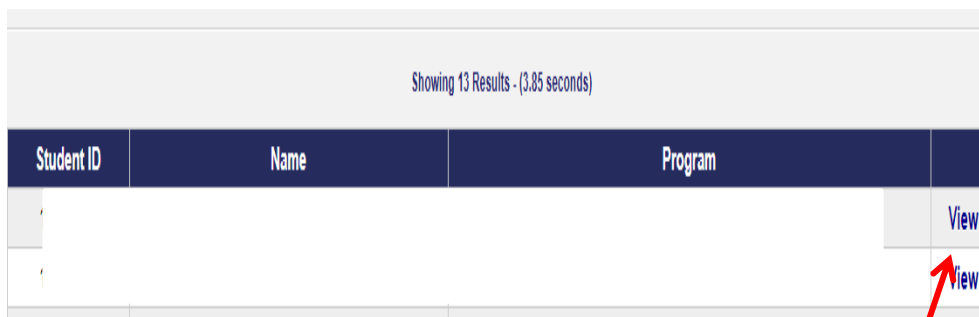 Showing 13 Results - (3.85 seconds)
Student ID Name Program
View
View